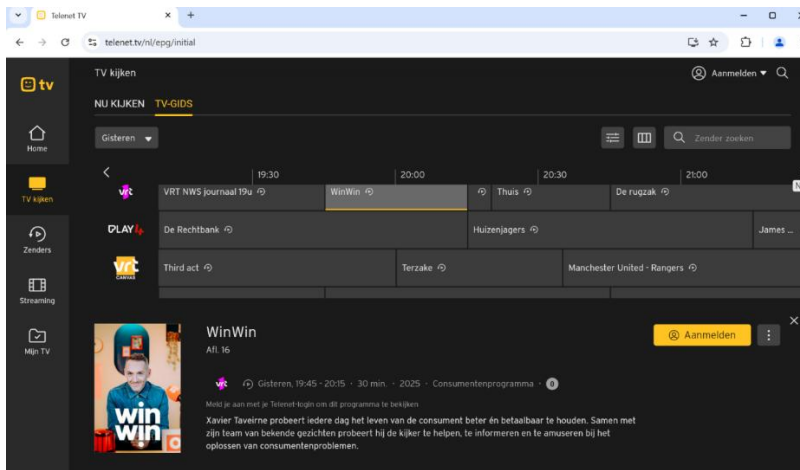 Telenet TV
telenet.tv/nl/epg/initial
tv
TV kijken
Aanmelden
NU KIJKEN TV-GIDS
Home
Gisteren
Zender zoeken
19:30 20:00 20:30 21:00
TV kijken
vrt VRT NWS journaal 19u WinWin Thuis De rugzak
N
PLAY4 De Rechtbank Huizenjagers James ...
Zenders
vrt CANVAS Third act Terzake Manchester United - Rangers
Streaming
Mijn TV
WinWin
Aanmelden
Afl. 16
vrt Gisteren, 19:45 - 20:15 · 30 min. · 2025 · Consumentenprogramma · 0
Meld je aan met je Telenet-login om dit programma te bekijken
win
win
Xavier Taveirne probeert iedere dag het leven van de consument beter én betaalbaar te houden. Samen met
zijn team van bekende gezichten probeert hij de kijker te helpen, te informeren en te amuseren bij het
oplossen van consumentenproblemen.